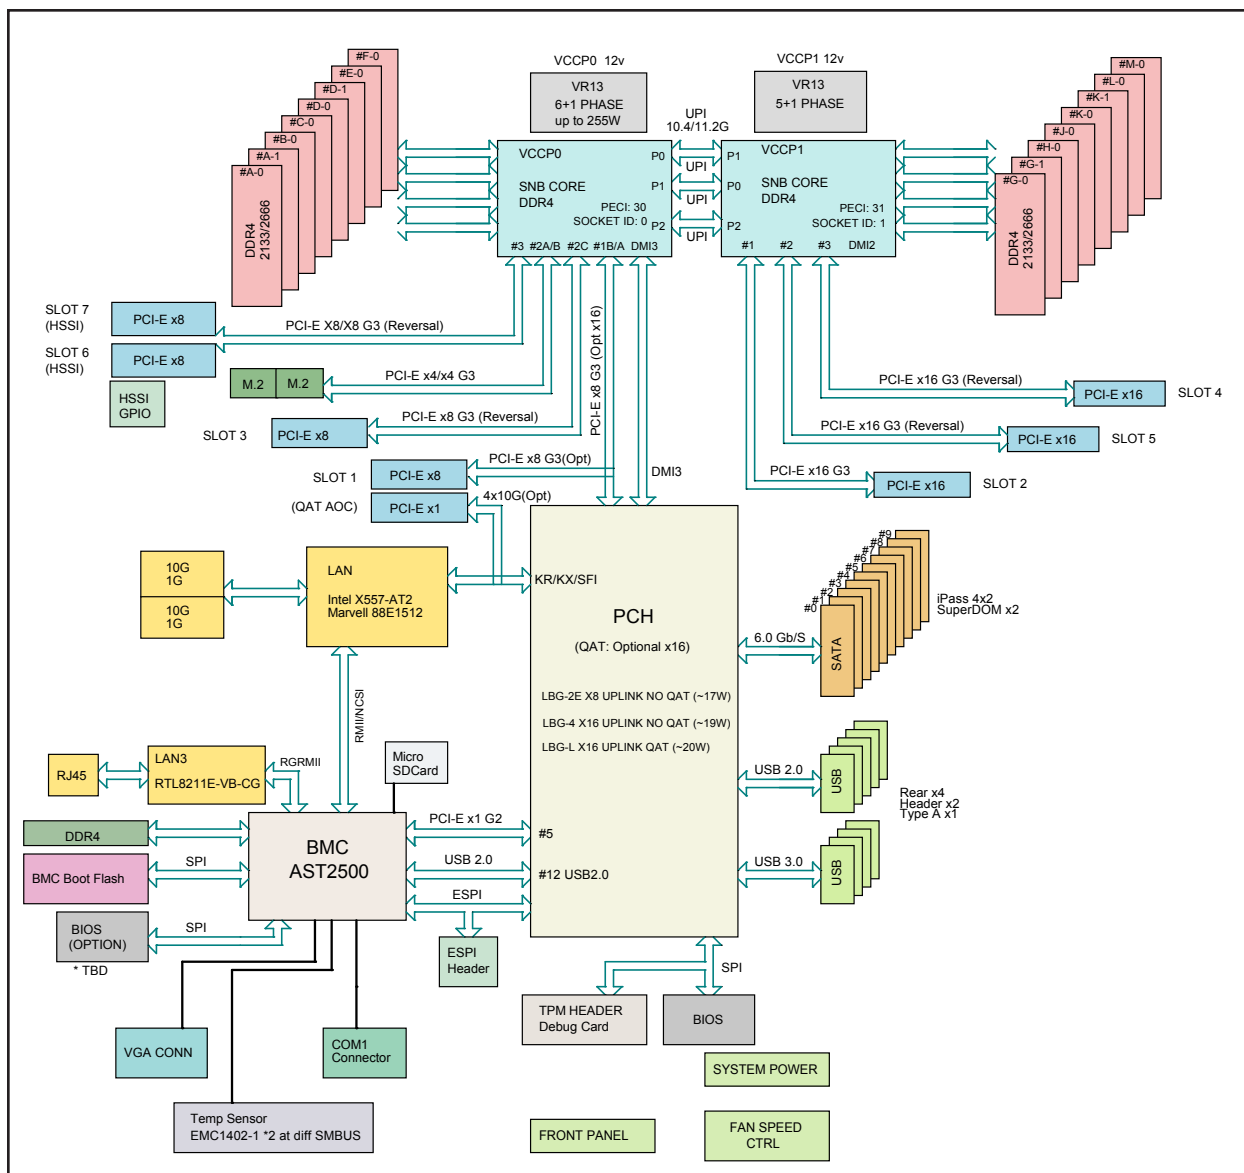 VCCP0 12v
VR13
6+1 PHASE
up to 255W
VCCP1 12v
VR13
5+1 PHASE
#F-0
#E-0
#D-1
#D-0
#C-0
#B-0
#A-1
#A-0
DDR4
2133/2666
#M-0
#L-0
#K-1
#K-0
#J-0
#H-0
#G-1
#G-0
DDR4
2133/2666
UPI
10.4/11.2G
UPI
UPI
UPI
VCCP0
SNB CORE
DDR4
PECI: 30
SOCKET ID: 0
P0
P1
P2
#3
#2A/B
#2C
#1B/A
DMI3
VCCP1
SNB CORE
DDR4
PECI: 31
SOCKET ID: 1
P1
P0
P2
#1
#2
#3
DMI2
SLOT 7
(HSSI)
PCI-E x8
PCI-E X8/X8 G3 (Reversal)
SLOT 6
(HSSI)
PCI-E x8
HSSI
GPIO
M.2
M.2
PCI-E x4/x4 G3
SLOT 3
PCI-E x8
PCI-E x8 G3 (Reversal)
PCI-E x8 G3 (Opt x16)
DMI3
SLOT 1
PCI-E x8
PCI-E x8 G3(Opt)
(QAT AOC)
PCI-E x1
4x10G(Opt)
PCI-E x16 G3 (Reversal)
PCI-E x16
SLOT 4
PCI-E x16 G3 (Reversal)
PCI-E x16
SLOT 5
PCI-E x16 G3
PCI-E x16
SLOT 2
10G
1G
10G
1G
LAN
Intel X557-AT2
Marvell 88E1512
KR/KX/SFI
PCH
(QAT: Optional x16)
LBG-2E X8 UPLINK NO QAT (~17W)
LBG-4 X16 UPLINK NO QAT (~19W)
LBG-L X16 UPLINK QAT (~20W)
#5
#12 USB2.0
6.0 Gb/S
#9
#8
#7
#6
#5
#4
#3
#2
#1
#0
SATA
iPass 4x2
SuperDOM x2
USB 2.0
USB
Rear x4
Header x2
Type A x1
USB 3.0
USB
RMII/NCSI
RJ45
LAN3
RTL8211E-VB-CG
RGRMII
Micro
SDCard
DDR4
BMC Boot Flash
SPI
BIOS
(OPTION)
SPI
* TBD
BMC
AST2500
PCI-E x1 G2
USB 2.0
ESPI
ESPI
Header
SPI
TPM HEADER
Debug Card
BIOS
VGA CONN
COM1
Connector
Temp Sensor
EMC1402-1 *2 at diff SMBUS
SYSTEM POWER
FRONT PANEL
FAN SPEED
CTRL